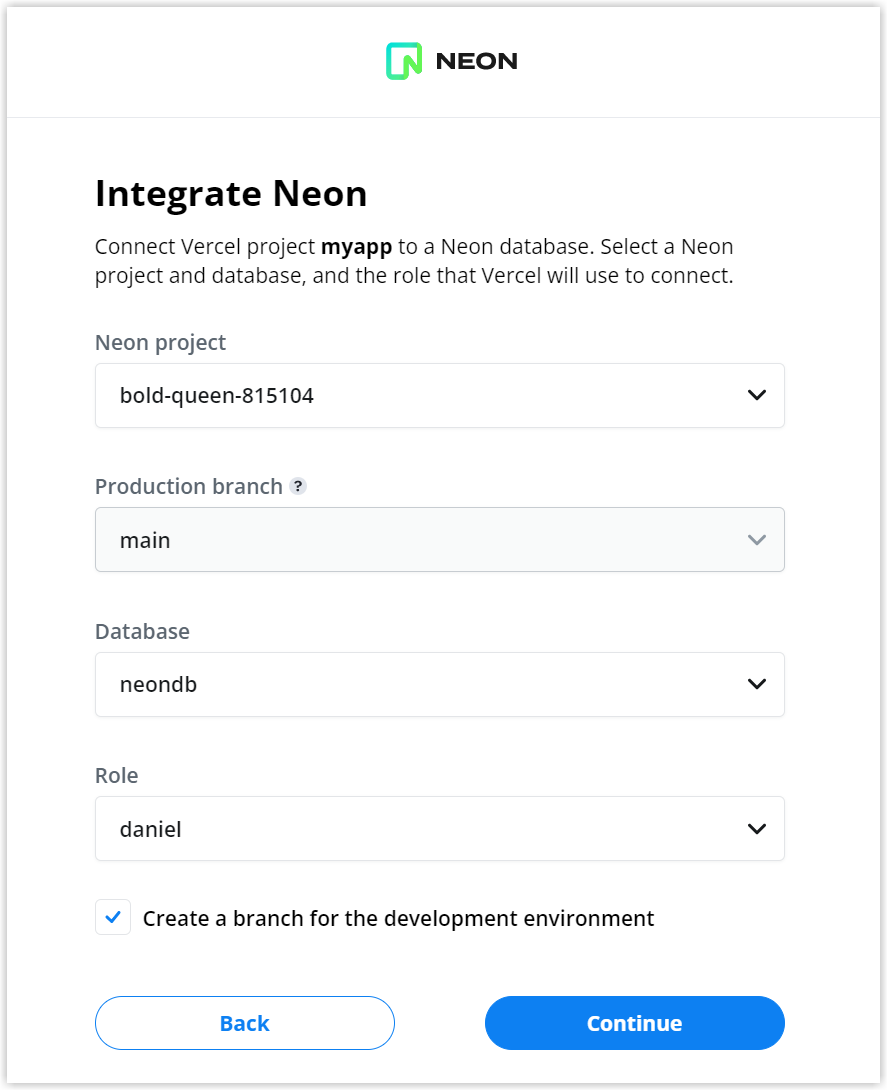 NEON
Integrate Neon
Connect Vercel project myapp to a Neon database. Select a Neon
project and database, and the role that Vercel will use to connect.
Neon project
bold-queen-815104
Production branch ?
main
Database
neondb
Role
daniel
Create a branch for the development environment
Back
Continue